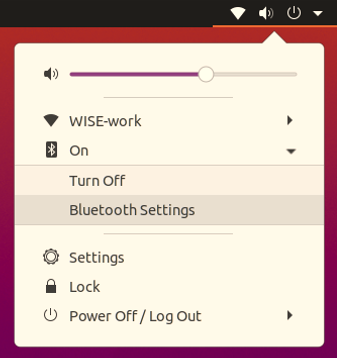 WISE-work
On
Turn Off
Bluetooth Settings
Settings
Lock
Power Off / Log Out